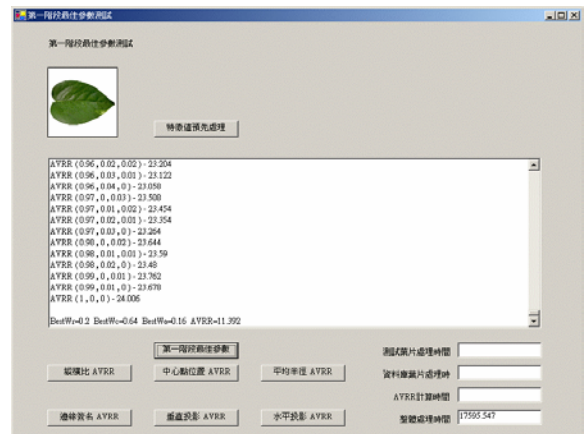 第一階段最佳參數測試
第一階段最佳參數測試
特徵值預先處理
AVRR (0.96,0.02,0.02)-23.204
AVRR (0.96,0.03,0.01)-23.122
AVRR (0.96,0.04,0)-23.058
AVRR (0.97,0,0.03)-23.508
AVRR (0.97,0.01,0.02)-23.454
AVRR (0.97,0.02,0.01)-23.354
AVRR (0.97,0.03,0)-23.264
AVRR (0.98,0,0.02)-23.644
AVRR (0.98,0.01,0.01)-23.59
AVRR (0.98,0.02,0)-23.48
AVRR (0.99,0,0.01)-23.762
AVRR (0.99,0.01,0)-23.678
AVRR (1,0,0)-24.006
BestWr=0.2 BestWc=0.64 BestWa=0.16 AVRR=11.392
第一階段最佳參數
測試葉片處理時間
縱橫比 AVRR
中心點位置 AVRR
平均半徑 AVRR
資料庫葉片處理時
AVRR計算時間
邊緣簽名 AVRR
垂直投影 AVRR
水平投影 AVRR
整體處理時間
17595.547